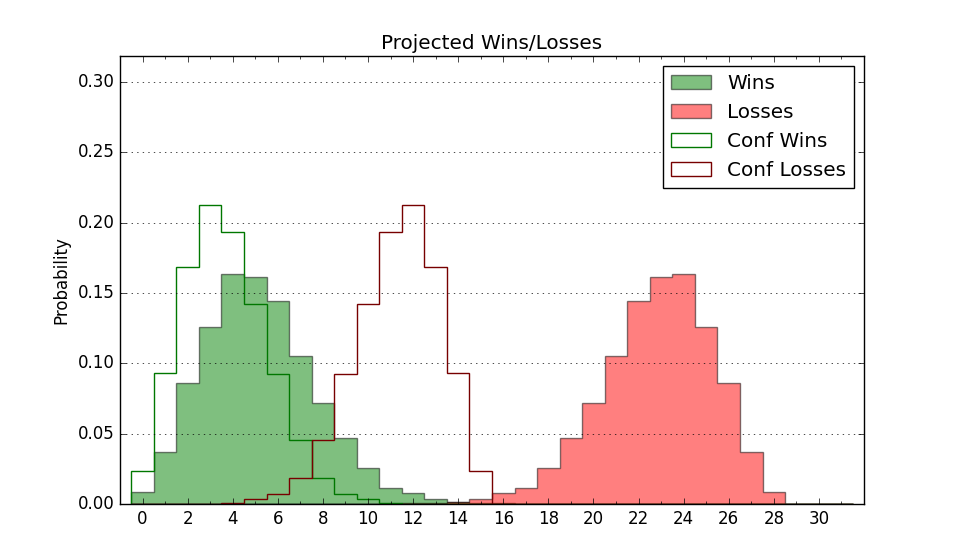 Projected Wins/Losses
0.30
0.25
0.20
0.15
0.10
0.05
0.00
Probability
Wins
Losses
Conf Wins
Conf Losses
0 2 4 6 8 10 12 14 16 18 20 22 24 26 28 30